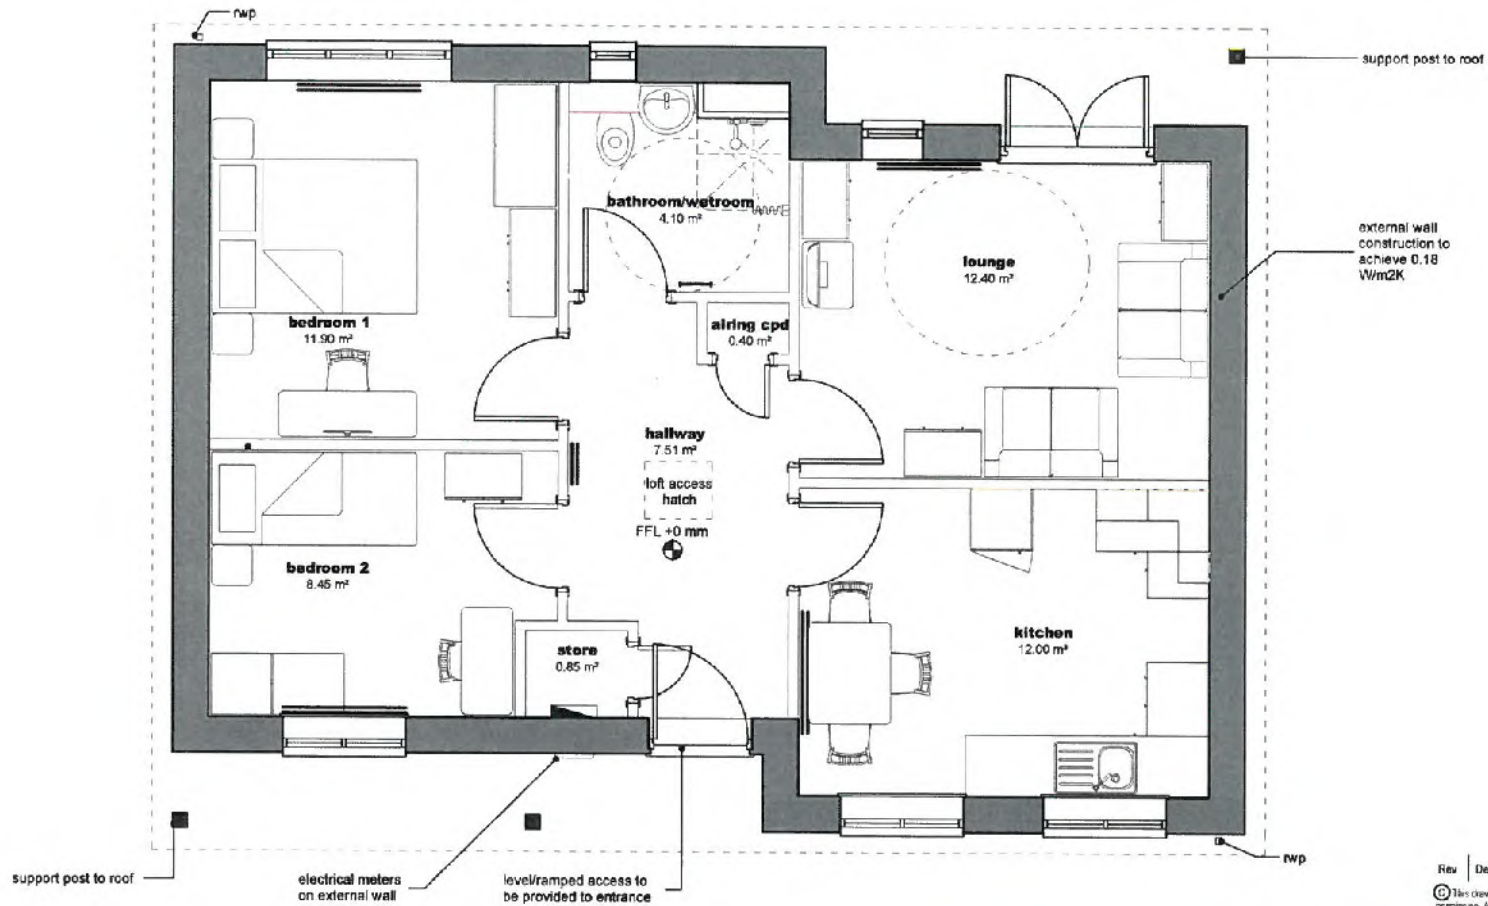 rwp
support post to roof
bathroom/wetroom
4.10 m²
external wall
construction to
achieve 0.18
W/m2K
lounge
12.40 m²
bedroom 1
11.90 m²
airing cpd
0.40 m²
hallway
7.51 m²
loft access
hatch
FFL +0 mm
bedroom 2
8.45 m²
kitchen
12.00 m²
store
0.85 m²
rwp
support post to roof
electrical meters
on external wall
level/ramped access to
be provided to entrance
Rev
© This